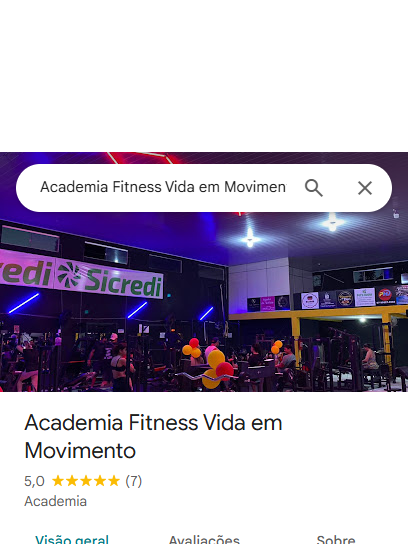 Academia Fitness Vida em Movimen
redi Sicredi
Academia Fitness Vida em
Movimento
5,0 (7)
Academia
Visão geral
Avaliações
Sobre